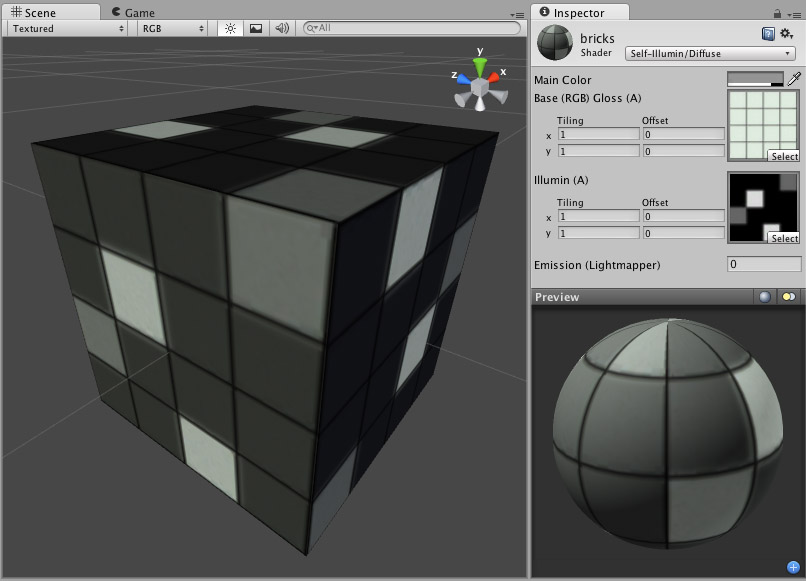 Scene
Game
Textured
RGB
All
y
z
x
Inspector
bricks
Shader
Self-Illumin/Diffuse
Main Color
Base (RGB) Gloss (A)
Tiling Offset
x 1 0
y 1 0
Select
Illumin (A)
Tiling Offset
x 1 0
y 1 0
Select
Emission (Lightmapper) 0
Preview